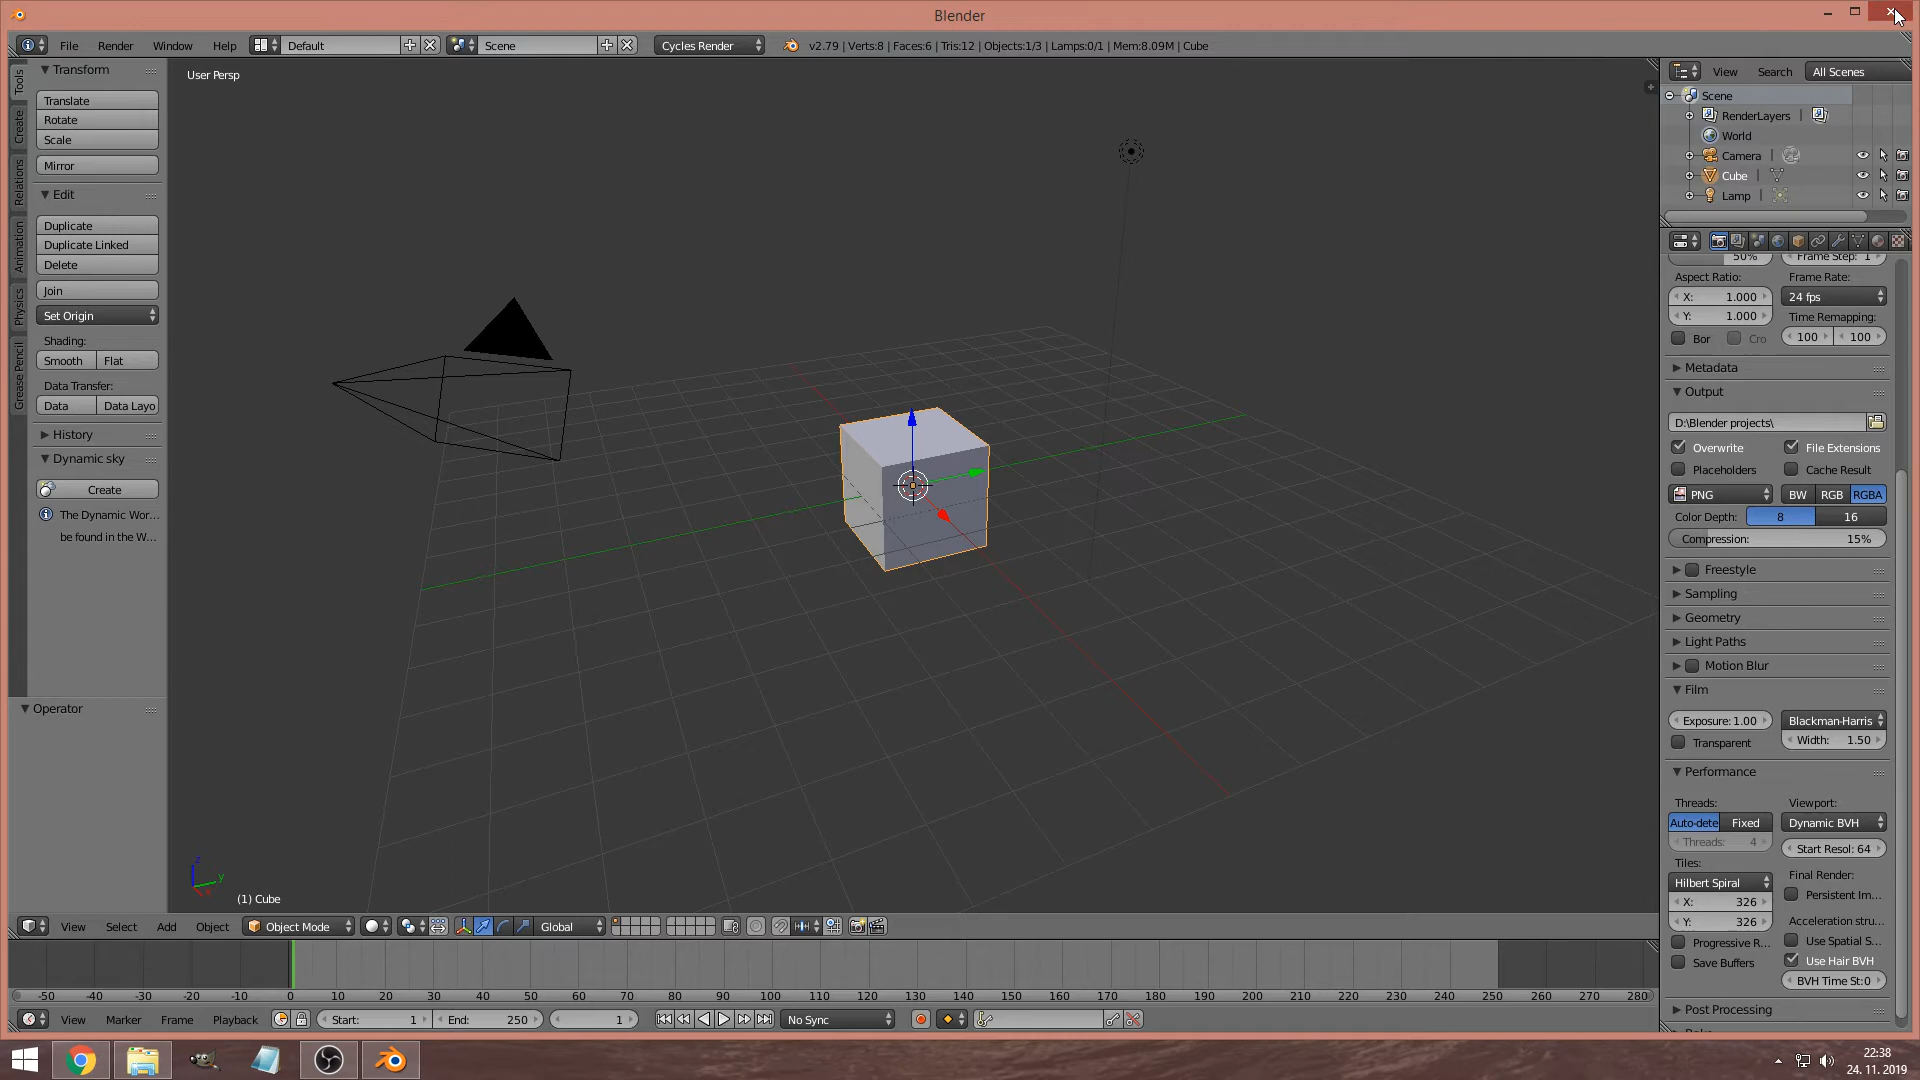 Blender
File Render Window Help Default Scene Cycles Render v2.79 | Verts:8 | Faces:6 | Tris:12 | Objects:1/3 | Lamps:0/1 | Mem:8.09M | Cube
Tools
Create
Relations
Animation
Physics
Grease Pencil
Transform
Translate
Rotate
Scale
Mirror
Edit
Duplicate
Duplicate Linked
Delete
Join
Set Origin
Shading:
Smooth Flat
Data Transfer:
Data Data Layo
History
Dynamic sky
Create
The Dynamic Wor...
be found in the W...
Operator
User Persp
z
y
(1) Cube
View Search All Scenes
Scene
RenderLayers |
World
Camera |
Cube |
Lamp |
50% Frame Step: 1
Aspect Ratio: Frame Rate:
X: 1.000 24 fps
Y: 1.000 Time Remapping:
Bor Cro 100 100
Metadata
Output
D:\Blender projects\
Overwrite File Extensions
Placeholders Cache Result
PNG BW RGB RGBA
Color Depth: 8 16
Compression: 15%
Freestyle
Sampling
Geometry
Light Paths
Motion Blur
Film
Exposure: 1.00 Blackman-Harris
Transparent Width: 1.50
Performance
Threads: Viewport:
Auto-dete Fixed Dynamic BVH
Threads: 4 Start Resol: 64
Tiles: Final Render:
Hilbert Spiral Persistent Im...
X: 326
Y: 326 Acceleration stru...
Progressive R... Use Spatial S...
Save Buffers Use Hair BVH
BVH Time St:0
Post Processing
View Select Add Object Object Mode Global
-50 -40 -30 -20 -10 0 10 20 30 40 50 60 70 80 90 100 110 120 130 140 150 160 170 180 190 200 210 220 230 240 250 260 270 280
View Marker Frame Playback Start: 1 End: 250 1 No Sync
22:38
24. 11. 2019